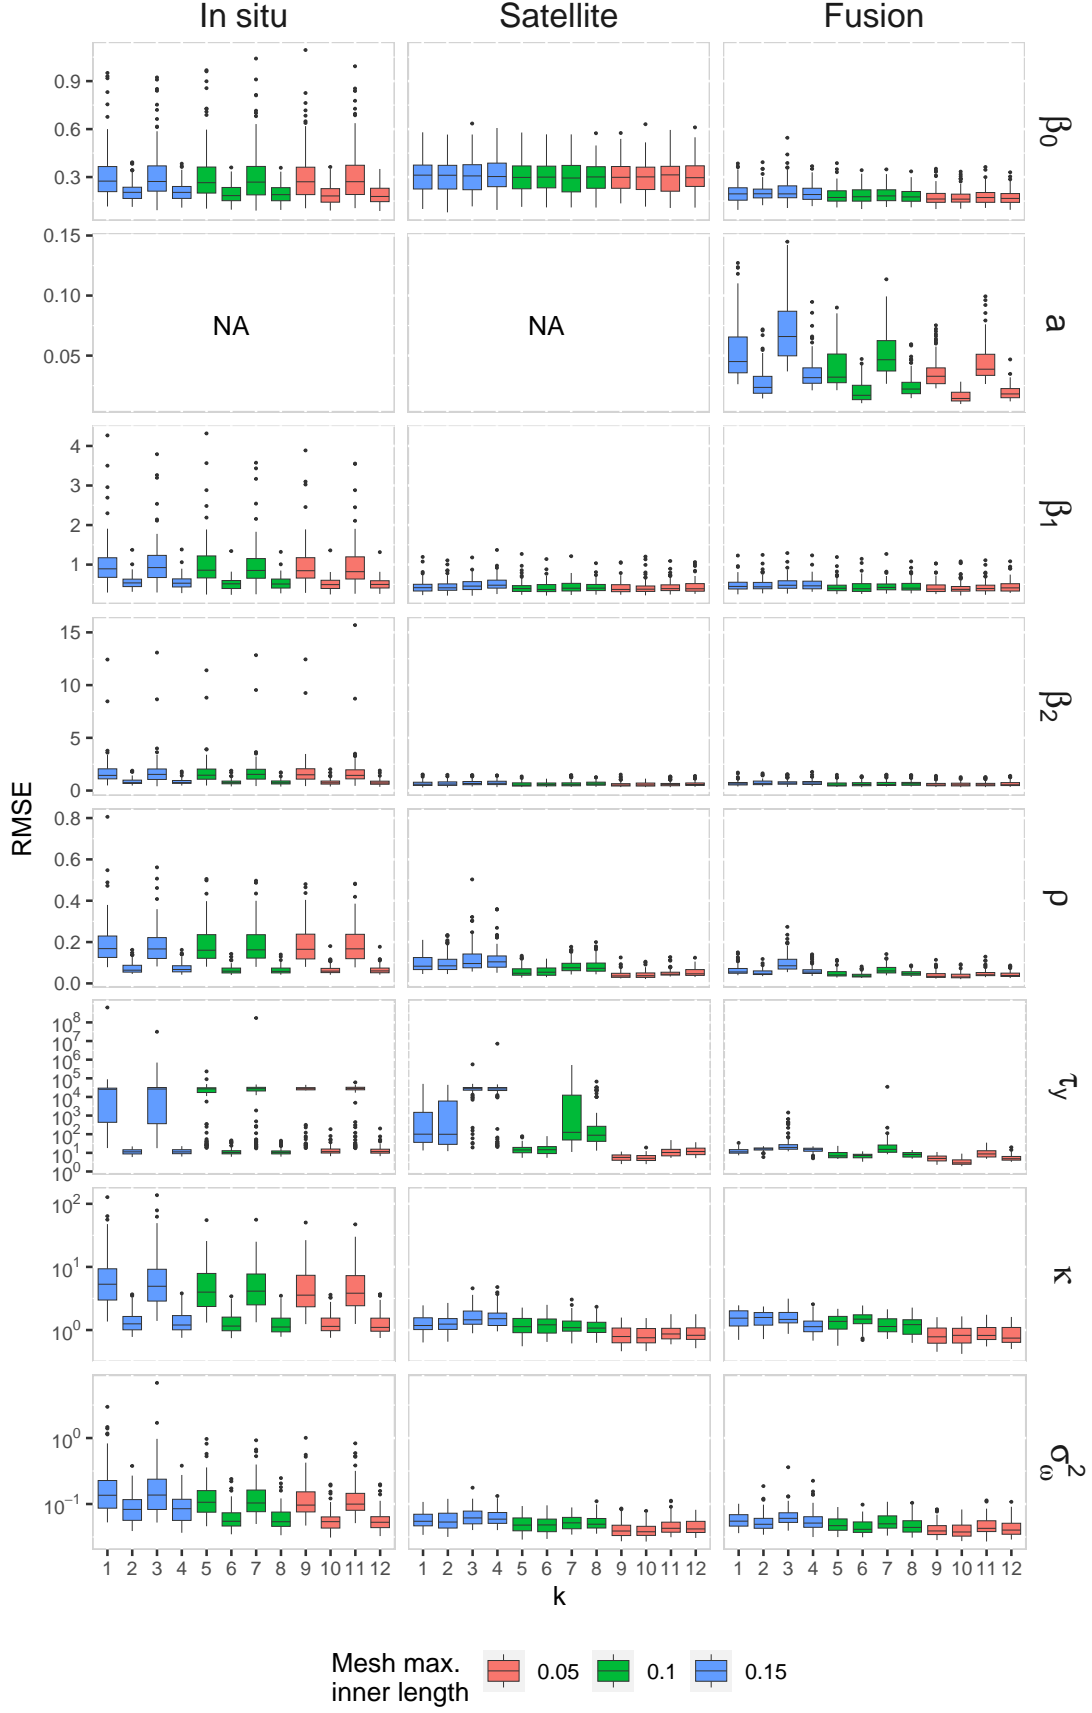 In situ Satellite Fusion
0.9
0.6
0.3
β0
0.15
0.10
0.05
NA NA
a
4
3
2
1
β1
15
10
5
0
β2
RMSE
0.8
0.6
0.4
0.2
0.0
ρ
10^8
10^7
10^6
10^5
10^4
10^3
10^2
10^1
10^0
τy
10^2
10^1
10^0
κ
10^0
10^−1
σ²ω
1 2 3 4 5 6 7 8 9 10 11 12 1 2 3 4 5 6 7 8 9 10 11 12 1 2 3 4 5 6 7 8 9 10 11 12
k
Mesh max.
inner length 0.05 0.1 0.15